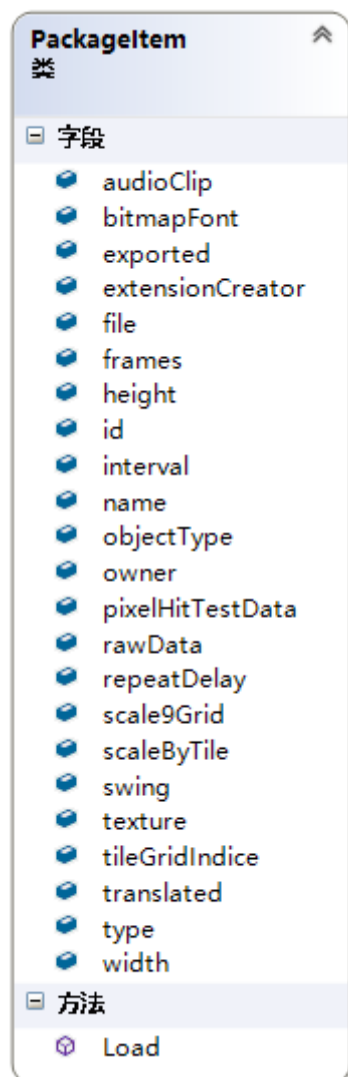 PackageItem
类
字段
audioClip
bitmapFont
exported
extensionCreator
file
frames
height
id
interval
name
objectType
owner
pixelHitTestData
rawData
repeatDelay
scale9Grid
scaleByTile
swing
texture
tileGridIndice
translated
type
width
方法
Load